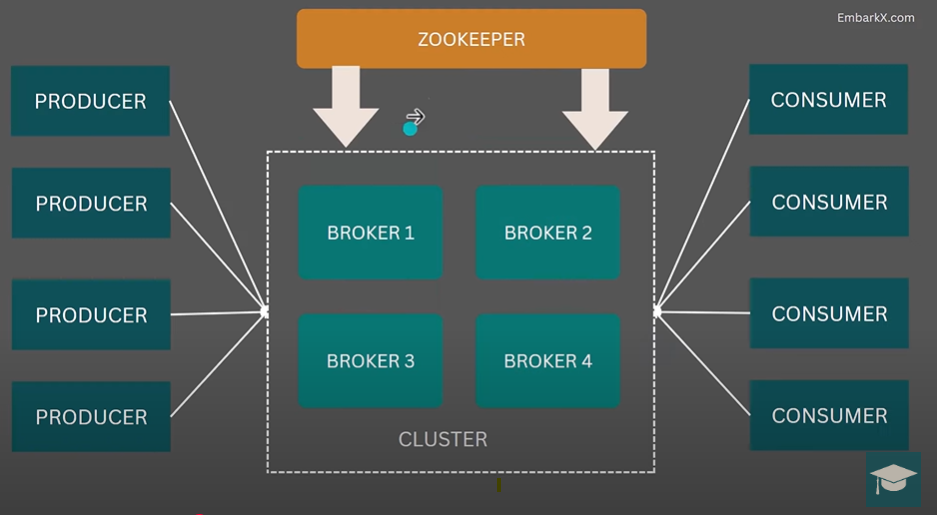 EmbarkX.com
ZOOKEEPER
PRODUCER
PRODUCER
PRODUCER
PRODUCER
BROKER 1
BROKER 2
BROKER 3
BROKER 4
CLUSTER
CONSUMER
CONSUMER
CONSUMER
CONSUMER